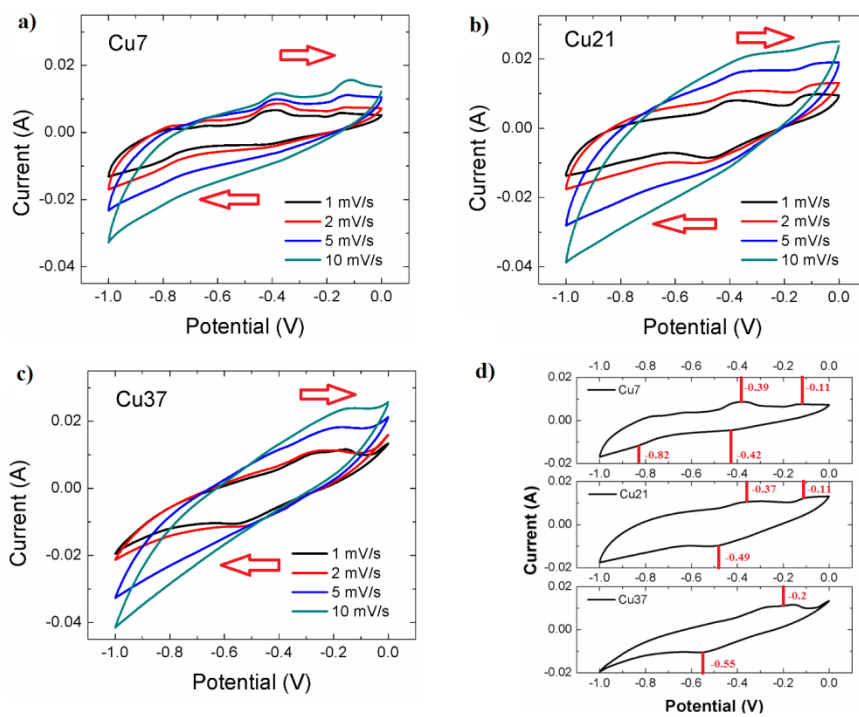 a)
Cu7
0.02
0.00
-0.02
-0.04
Current (A)
1 mV/s
2 mV/s
5 mV/s
10 mV/s
-1.0 -0.8 -0.6 -0.4 -0.2 0.0
Potential (V)
b)
Cu21
0.02
0.00
-0.02
-0.04
Current (A)
1 mV/s
2 mV/s
5 mV/s
10 mV/s
-1.0 -0.8 -0.6 -0.4 -0.2 0.0
Potential (V)
c)
Cu37
0.02
0.00
-0.02
-0.04
Current (A)
1 mV/s
2 mV/s
5 mV/s
10 mV/s
-1.0 -0.8 -0.6 -0.4 -0.2 0.0
Potential (V)
d)
-1.0 -0.8 -0.6 -0.4 -0.2 0.0
0.02
Cu7
-0.39
-0.11
0.00
-0.82
-0.42
0.02
0.02
Cu21
-0.37
-0.11
0.00
-0.49
-0.02
0.02
Cu37
-0.2
0.00
-0.55
-0.02
Current (A)
-1.0 -0.8 -0.6 -0.4 -0.2 0.0
Potential (V)